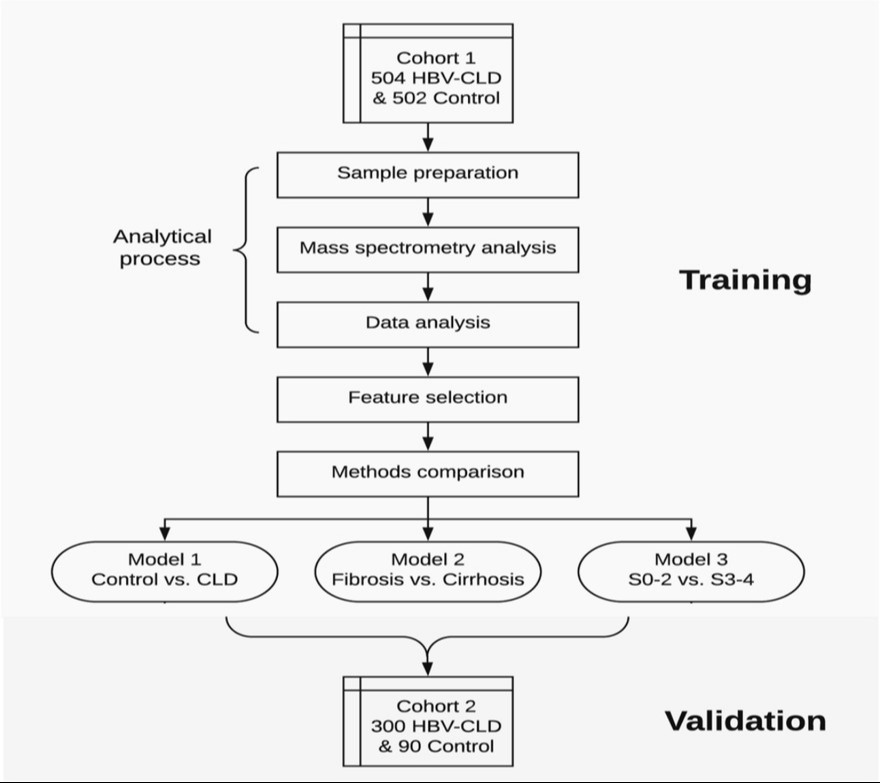 Cohort 1
504 HBV-CLD
& 502 Control
Sample preparation
Analytical
process
Mass spectrometry analysis
Training
Data analysis
Feature selection
Methods comparison
Model 1
Control vs. CLD
Model 2
Fibrosis vs. Cirrhosis
Model 3
S0-2 vs. S3-4
Cohort 2
300 HBV-CLD
& 90 Control
Validation